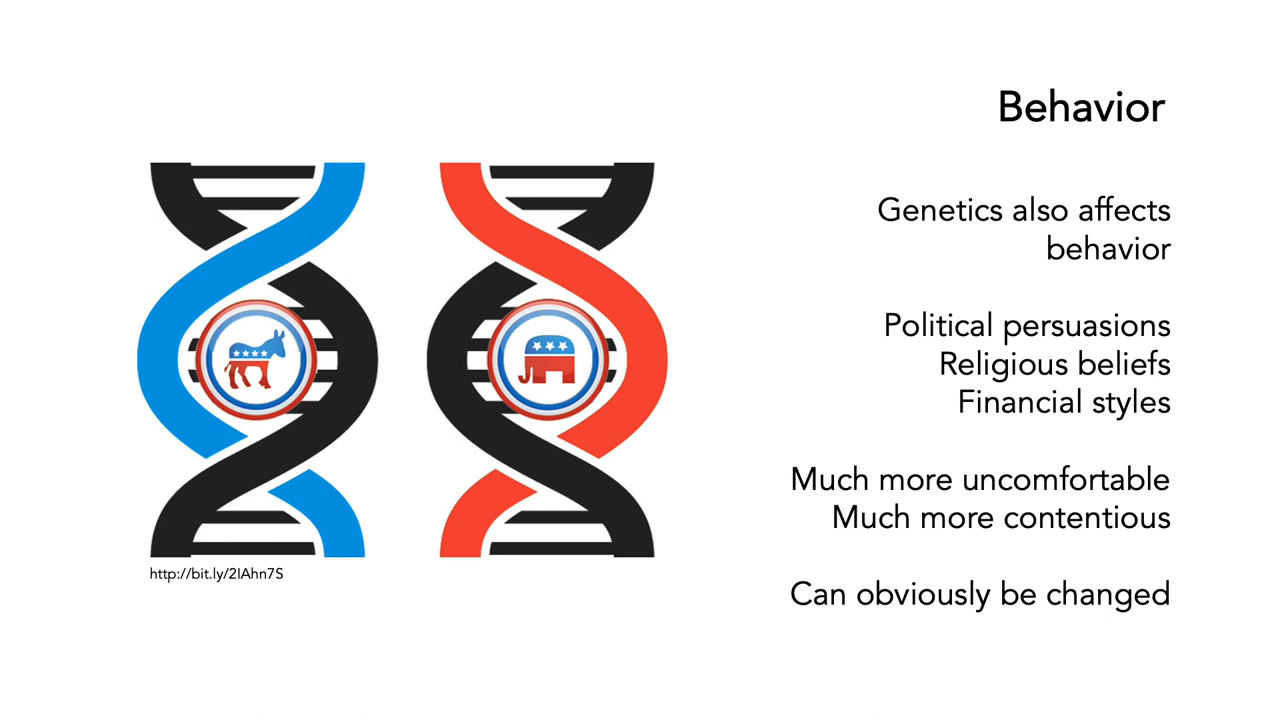 Behavior
Genetics also affects
behavior
Political persuasions
Religious beliefs
Financial styles
Much more uncomfortable
Much more contentious
Can obviously be changed
http://bit.ly/2IAhn7S